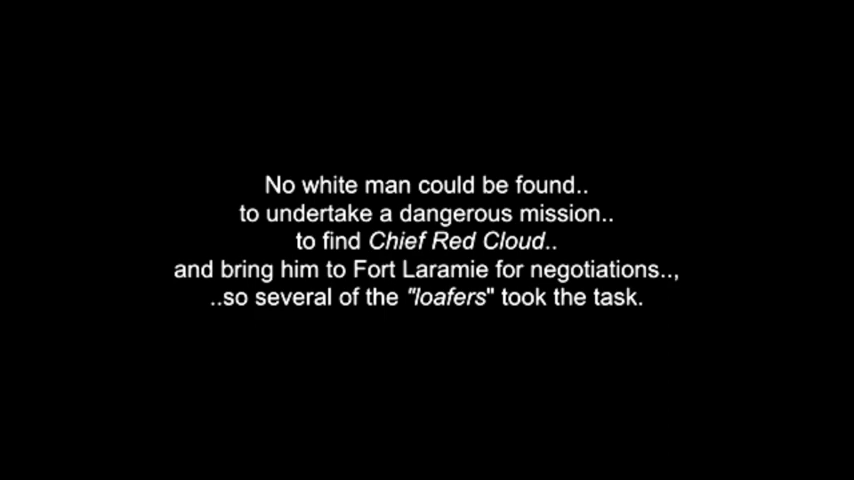 No white man could be found..
to undertake a dangerous mission..
to find Chief Red Cloud..
and bring him to Fort Laramie for negotiations..,
..so several of the "loafers" took the task.